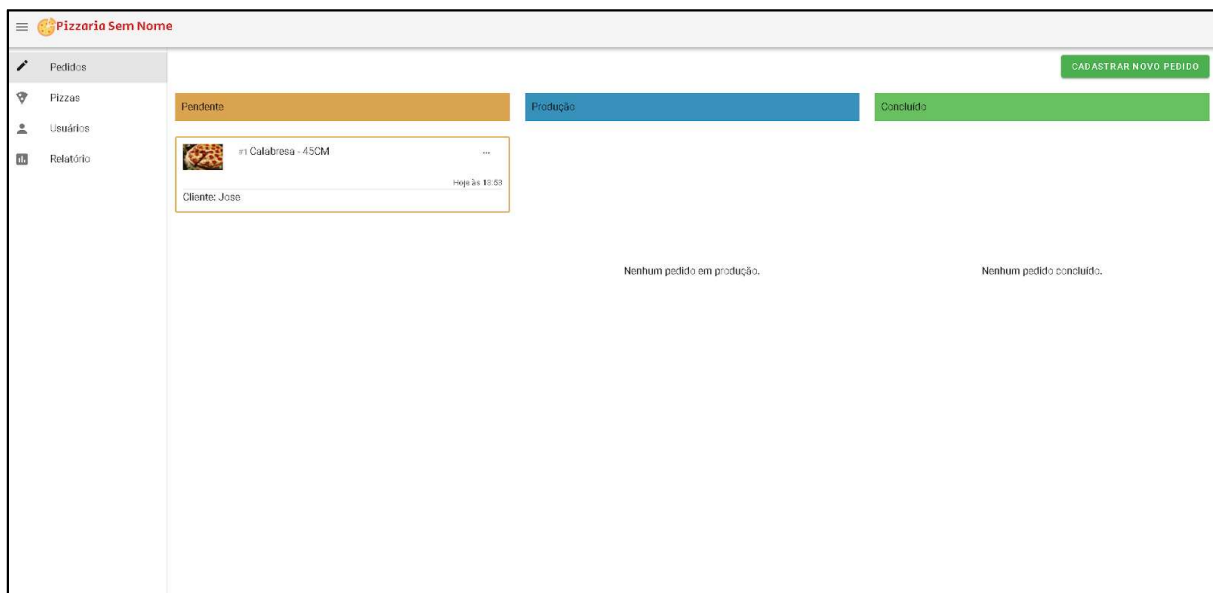 Pizzaria Sem Nome
Pedidos
Pizzas
Usuários
Relatório
CADASTRAR NOVO PEDIDO
Pendente
Produção
Concluído
#1 Calabresa - 45CM
...
Hoje às 13:53
Cliente: Jose
Nenhum pedido em produção.
Nenhum pedido concluído.